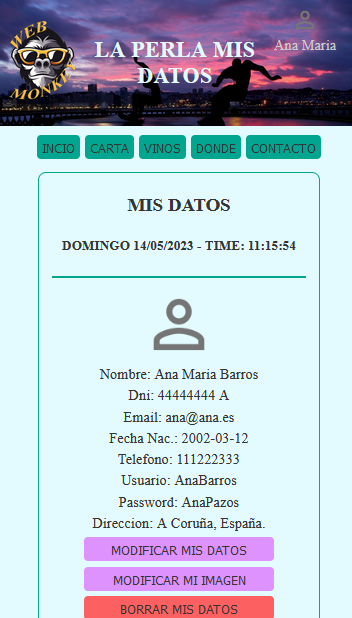 WEB
MONKEY
LA PERLA MIS
DATOS
Ana Maria
INCIO CARTA VINOS DONDE CONTACTO
MIS DATOS
DOMINGO 14/05/2023 - TIME: 11:15:54
Nombre: Ana Maria Barros
Dni: 44444444 A
Email: ana@ana.es
Fecha Nac.: 2002-03-12
Telefono: 111222333
Usuario: AnaBarros
Password: AnaPazos
Direccion: A Coruña, España.
MODIFICAR MIS DATOS
MODIFICAR MI IMAGEN
BORRAR MIS DATOS